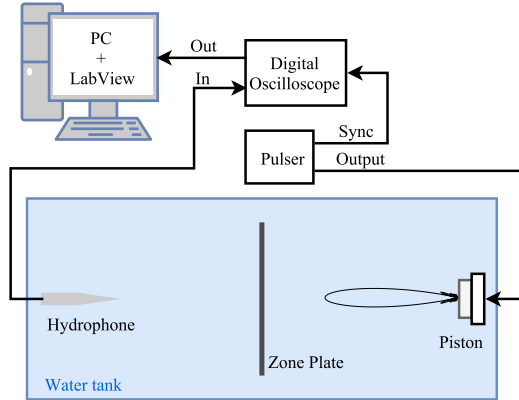 PC
+
LabView
Out
In
Digital
Oscilloscope
Sync
Pulser
Output
Hydrophone
Zone Plate
Piston
Water tank